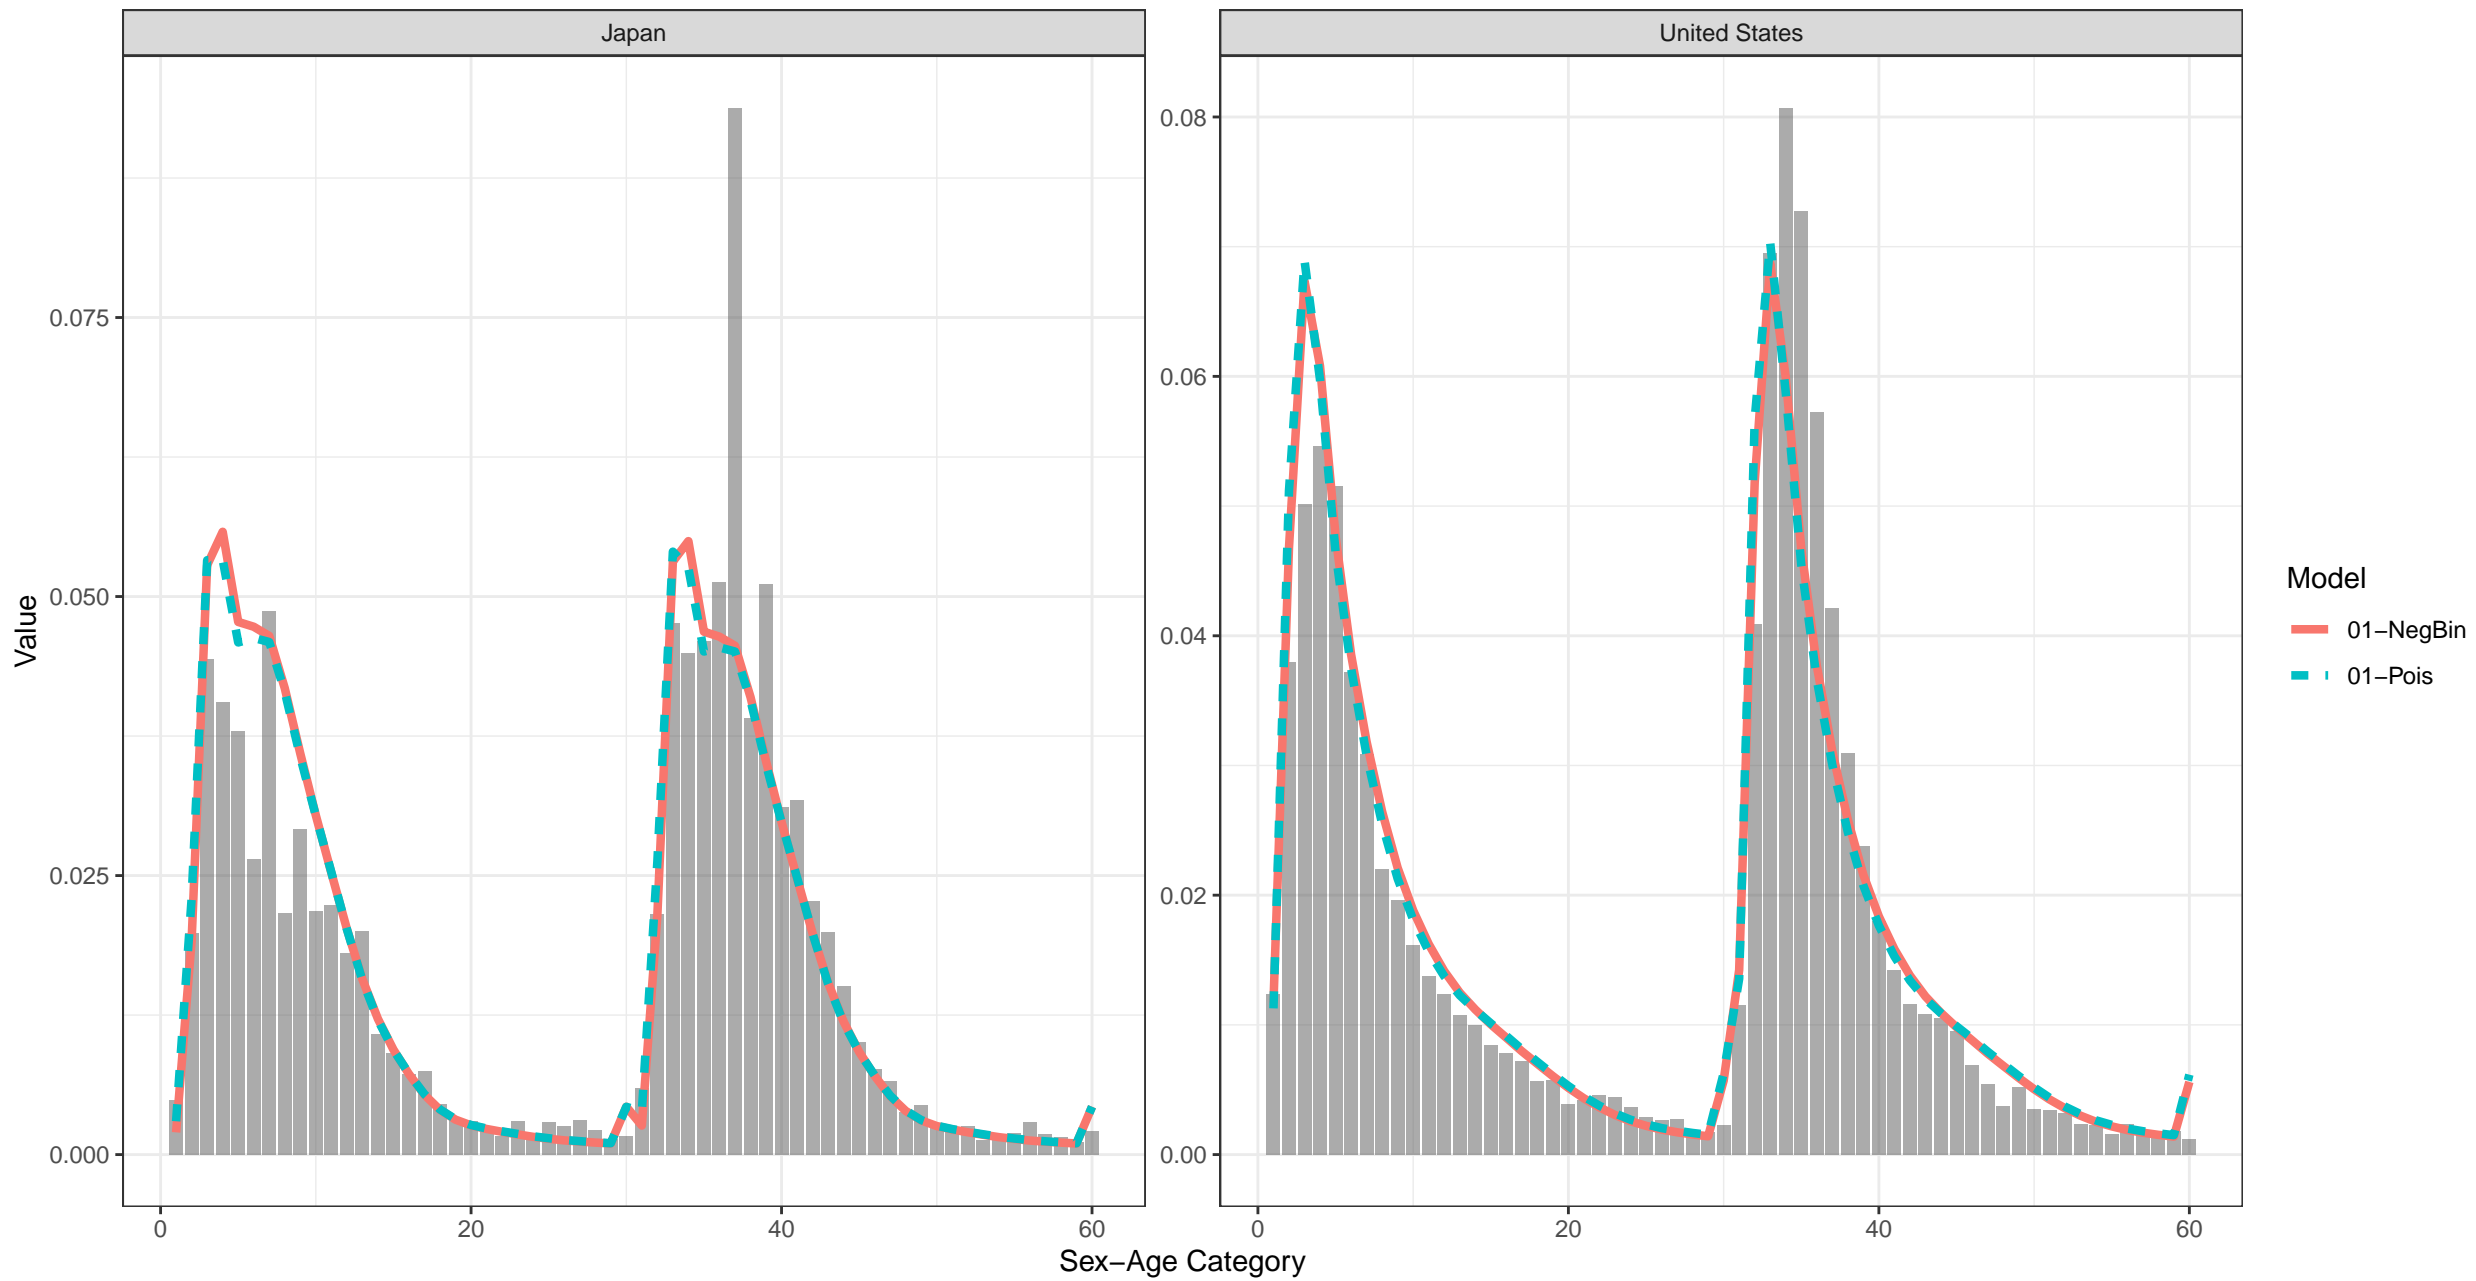 Japan
United States
Value
0.075
0.050
0.025
0.000
0.08
0.06
0.04
0.02
0.00
0 20 40 60
0 20 40 60
Sex−Age Category
Model
01−NegBin
01−Pois